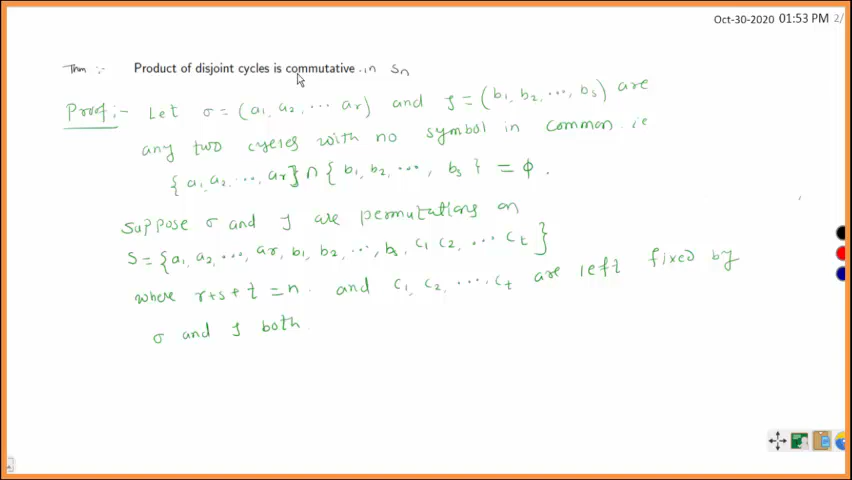 Oct-30-2020 01:53 PM 2/
Thm :- Product of disjoint cycles is commutative in Sn
Proof :- Let σ = (a1, a2, ... ar) and ρ = (b1, b2, ..., bs) are
any two cycles with no symbol in common ie
{a1, a2, ..., ar} ∩ {b1, b2, ..., bs} = ϕ.
Suppose σ and ρ are permutations on
S = {a1, a2, ..., ar, b1, b2, ..., bs, c1 c2, ... ct}
where r+s+t = n. and c1, c2, ... ct are left fixed by
σ and ρ both.